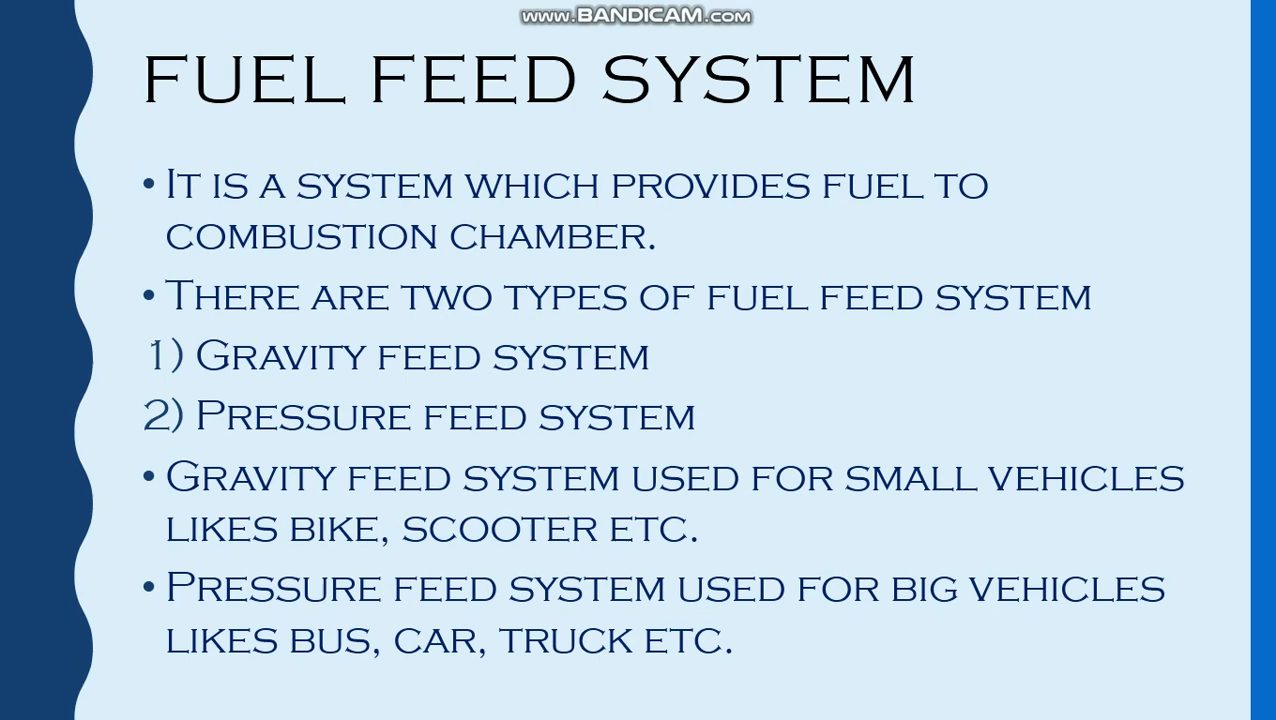 www.BANDICAM.com
FUEL FEED SYSTEM
• It is a system which provides fuel to
combustion chamber.
• There are two types of fuel feed system
1) Gravity feed system
2) Pressure feed system
• Gravity feed system used for small vehicles
likes bike, scooter etc.
• Pressure feed system used for big vehicles
likes bus, car, truck etc.